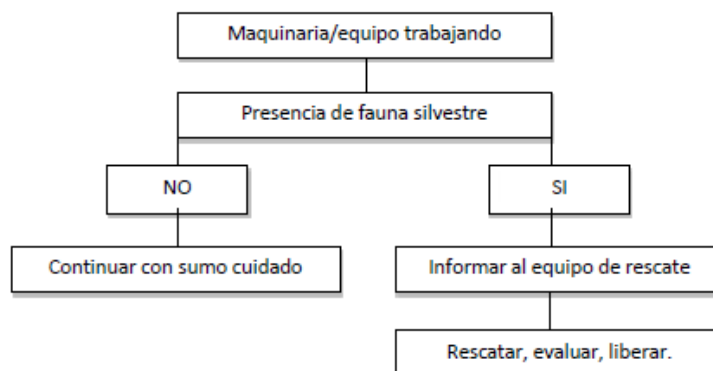 Maquinaria/equipo trabajando
Presencia de fauna silvestre
NO
SI
Continuar con sumo cuidado
Informar al equipo de rescate
Rescatar, evaluar, liberar.